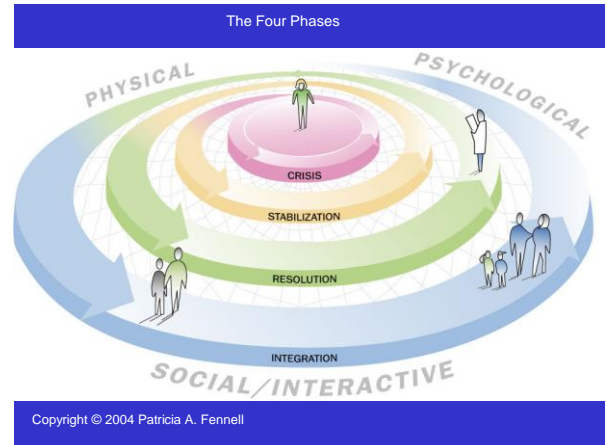 The Four Phases
PHYSICAL
PSYCHOLOGICAL
CRISIS
STABILIZATION
RESOLUTION
INTEGRATION
SOCIAL/INTERACTIVE
Copyright © 2004 Patricia A. Fennell